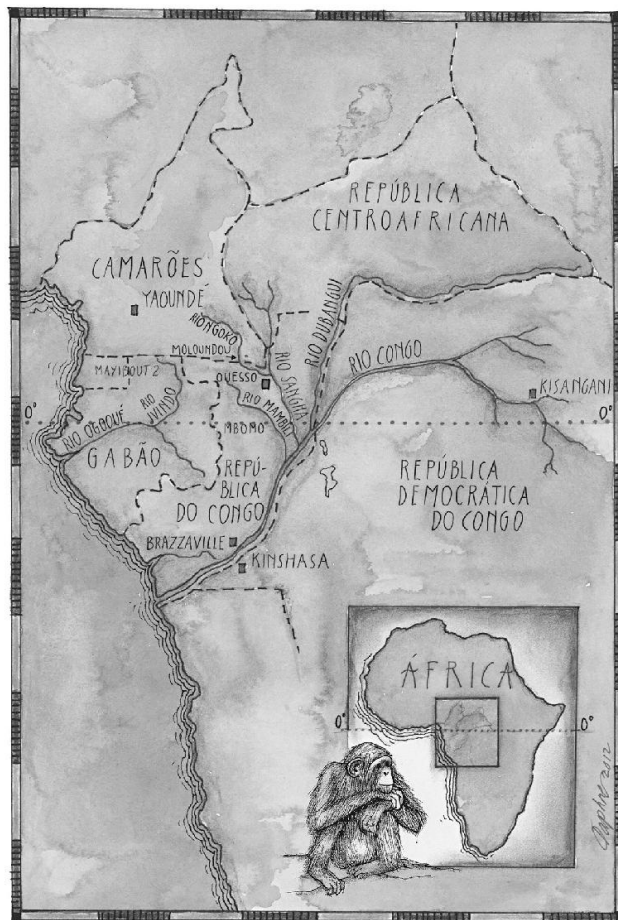 REPÚBLICA
CENTROAFRICANA
CAMARÕES
YAOUNDÉ
RIO NGOKO
MOLOUNDOU
RIO SANGHA
RIO OUBANGUI
RIO CONGO
MAYIBOUT 2
OUESSO
KISANGANI
0°
0°
RIO OGOOUÉ
RIO IVINDO
RIO MAMBILI
MBOMO
GABÃO
REPÚ-
BLICA
DO CONGO
REPÚBLICA
DEMOCRÁTICA
DO CONGO
BRAZZAVILLE
KINSHASA
ÁFRICA
0°
0°
2012